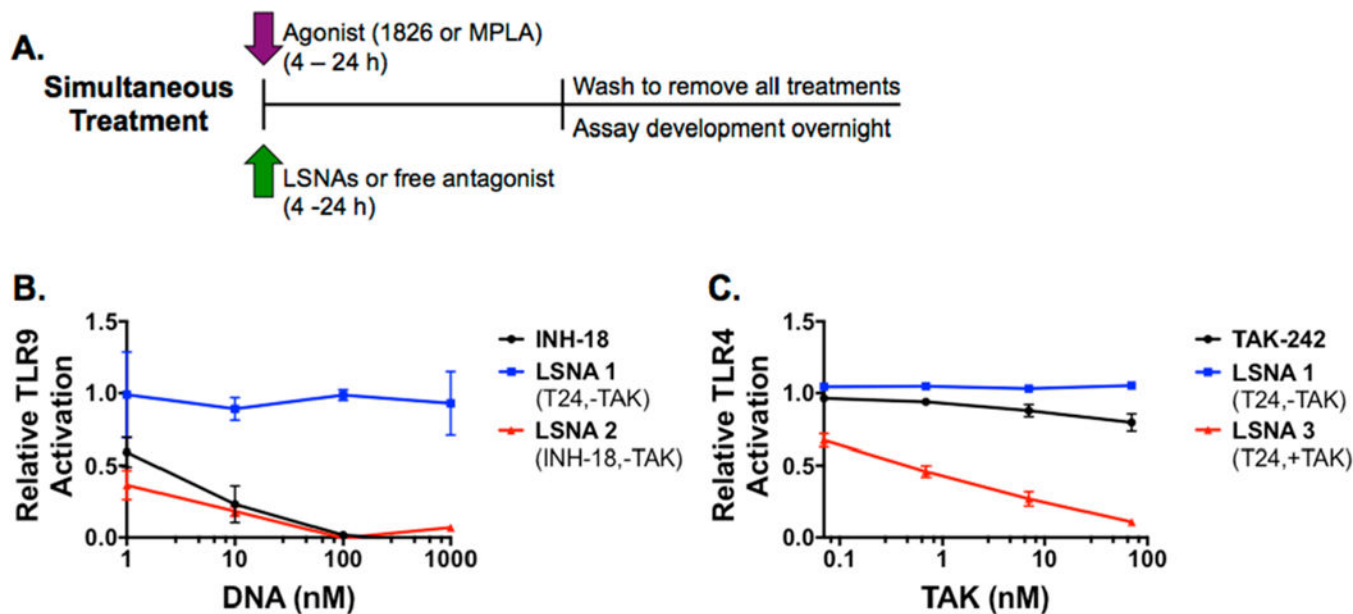 A.
Simultaneous
Treatment
Agonist (1826 or MPLA)
(4 – 24 h)
Wash to remove all treatments
Assay development overnight
LSNAs or free antagonist
(4 -24 h)
B.
Relative TLR9
Activation
1.5
1.0
0.5
0.0
1
10
100
1000
DNA (nM)
INH-18
LSNA 1
(T24,-TAK)
LSNA 2
(INH-18,-TAK)
C.
Relative TLR4
Activation
1.5
1.0
0.5
0.0
0.1
1
10
100
TAK (nM)
TAK-242
LSNA 1
(T24,-TAK)
LSNA 3
(T24,+TAK)